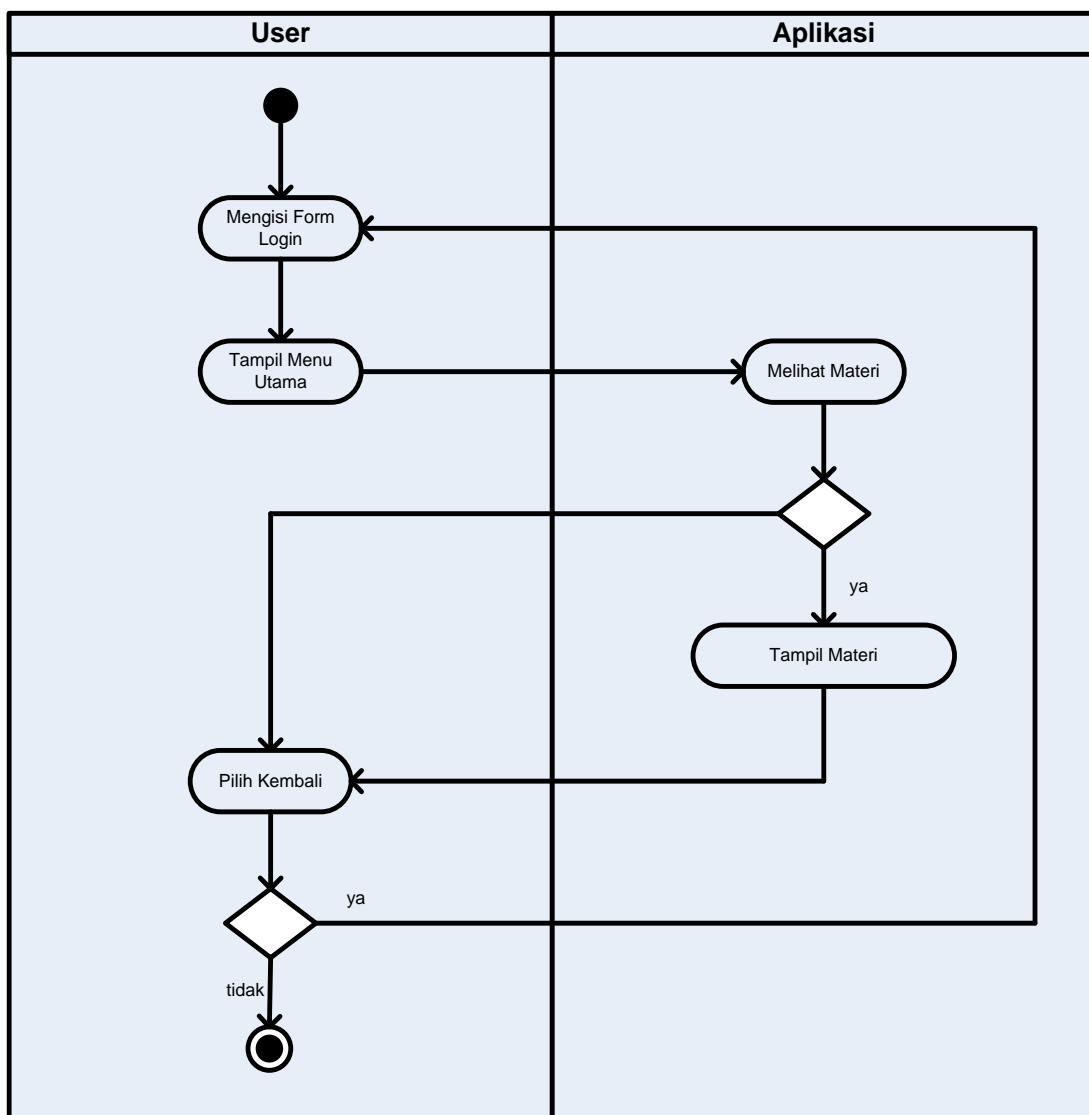 User
Aplikasi
Mengisi Form
Login
Tampil Menu
Utama
Melihat Materi
ya
Tampil Materi
Pilih Kembali
ya
tidak